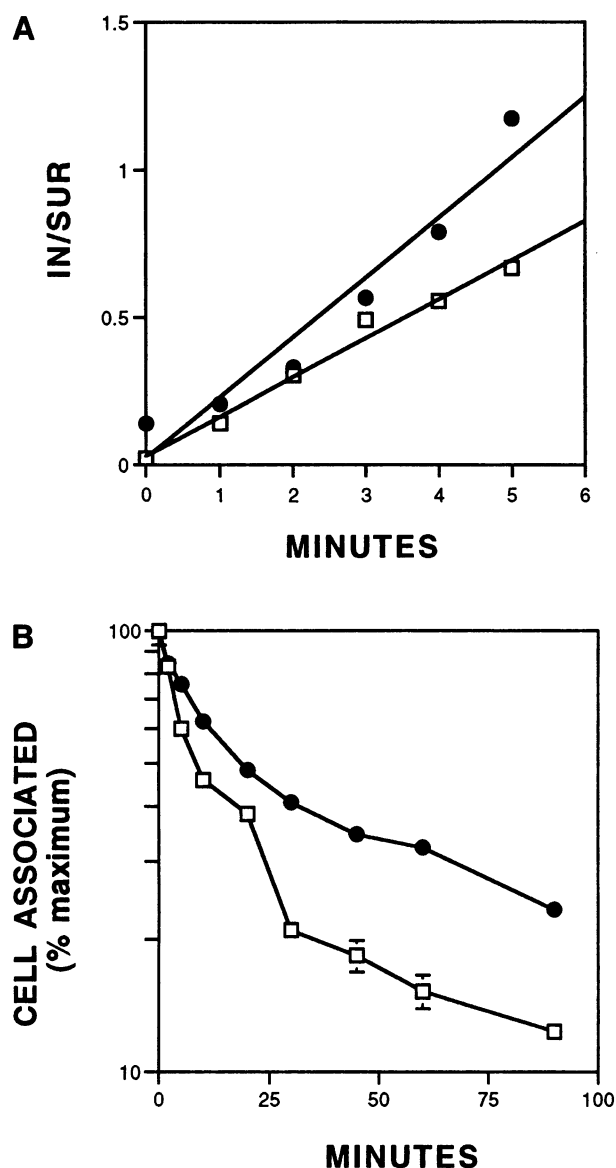 A
1.5
1
0.5
0
IN/SUR
0 1 2 3 4 5 6
MINUTES
B
100
10
CELL ASSOCIATED
(% maximum)
0 25 50 75 100
MINUTES